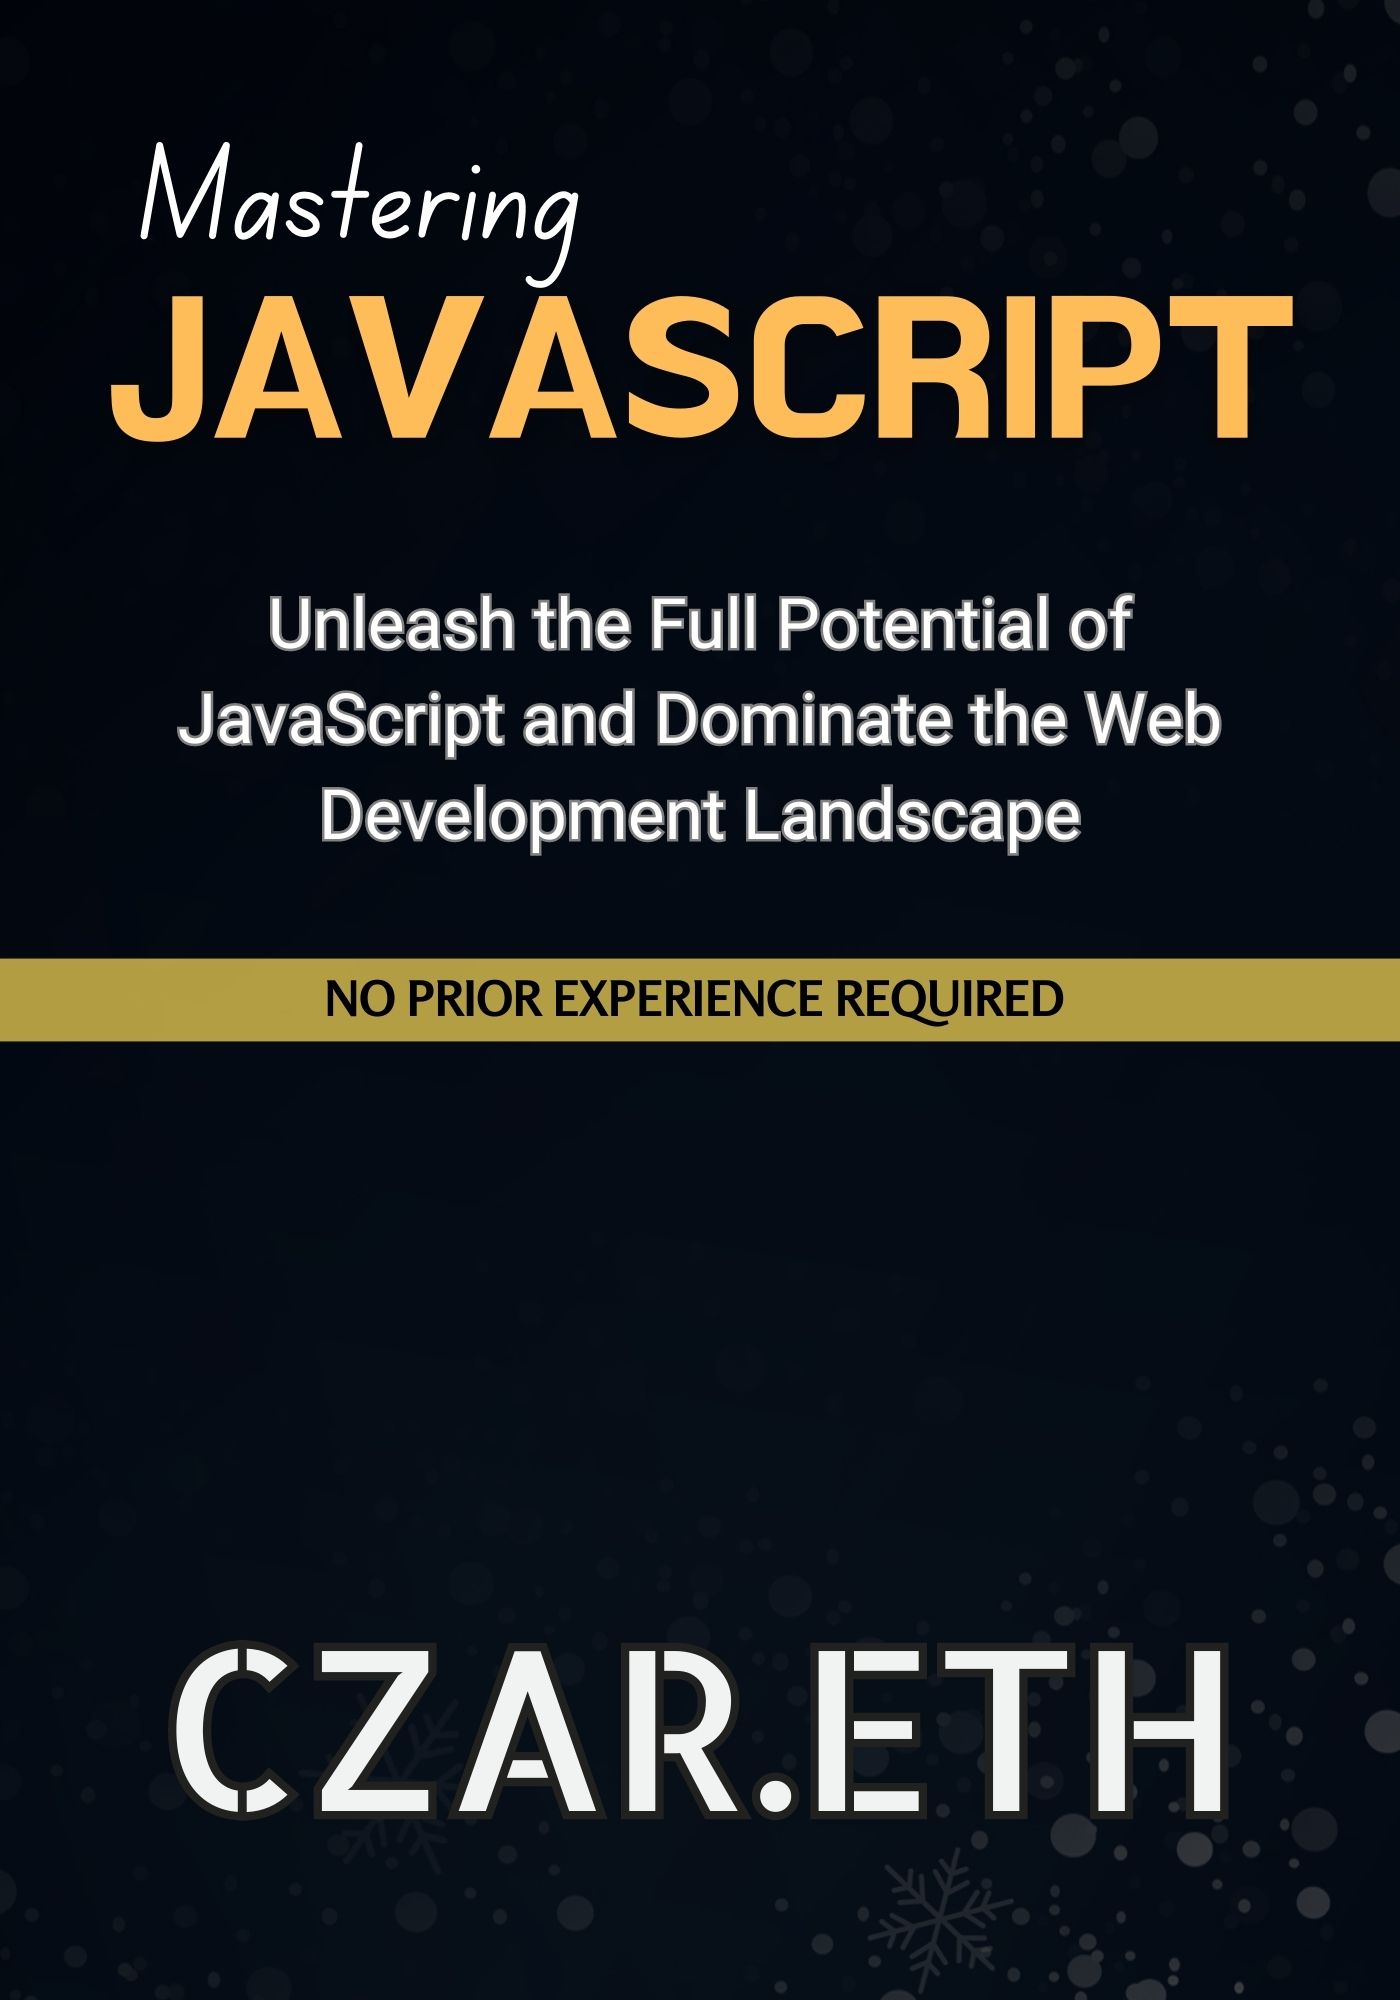 Mastering
JAVASCRIPT
Unleash the Full Potential of
JavaScript and Dominate the Web
Development Landscape
NO PRIOR EXPERIENCE REQUIRED
CZAR.ETH